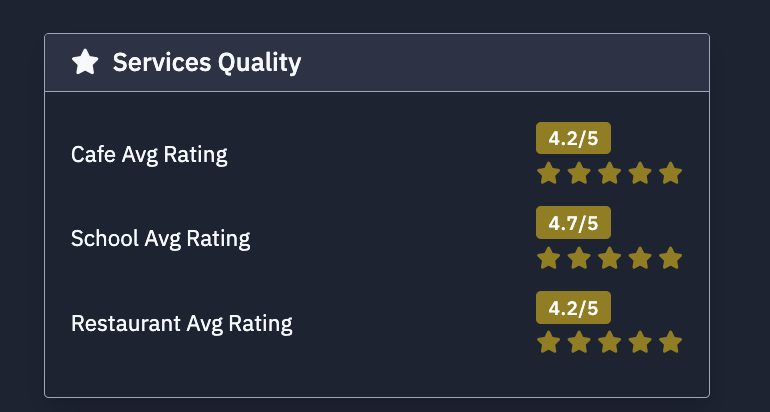 Services Quality
Cafe Avg Rating
4.2/5
School Avg Rating
4.7/5
Restaurant Avg Rating
4.2/5